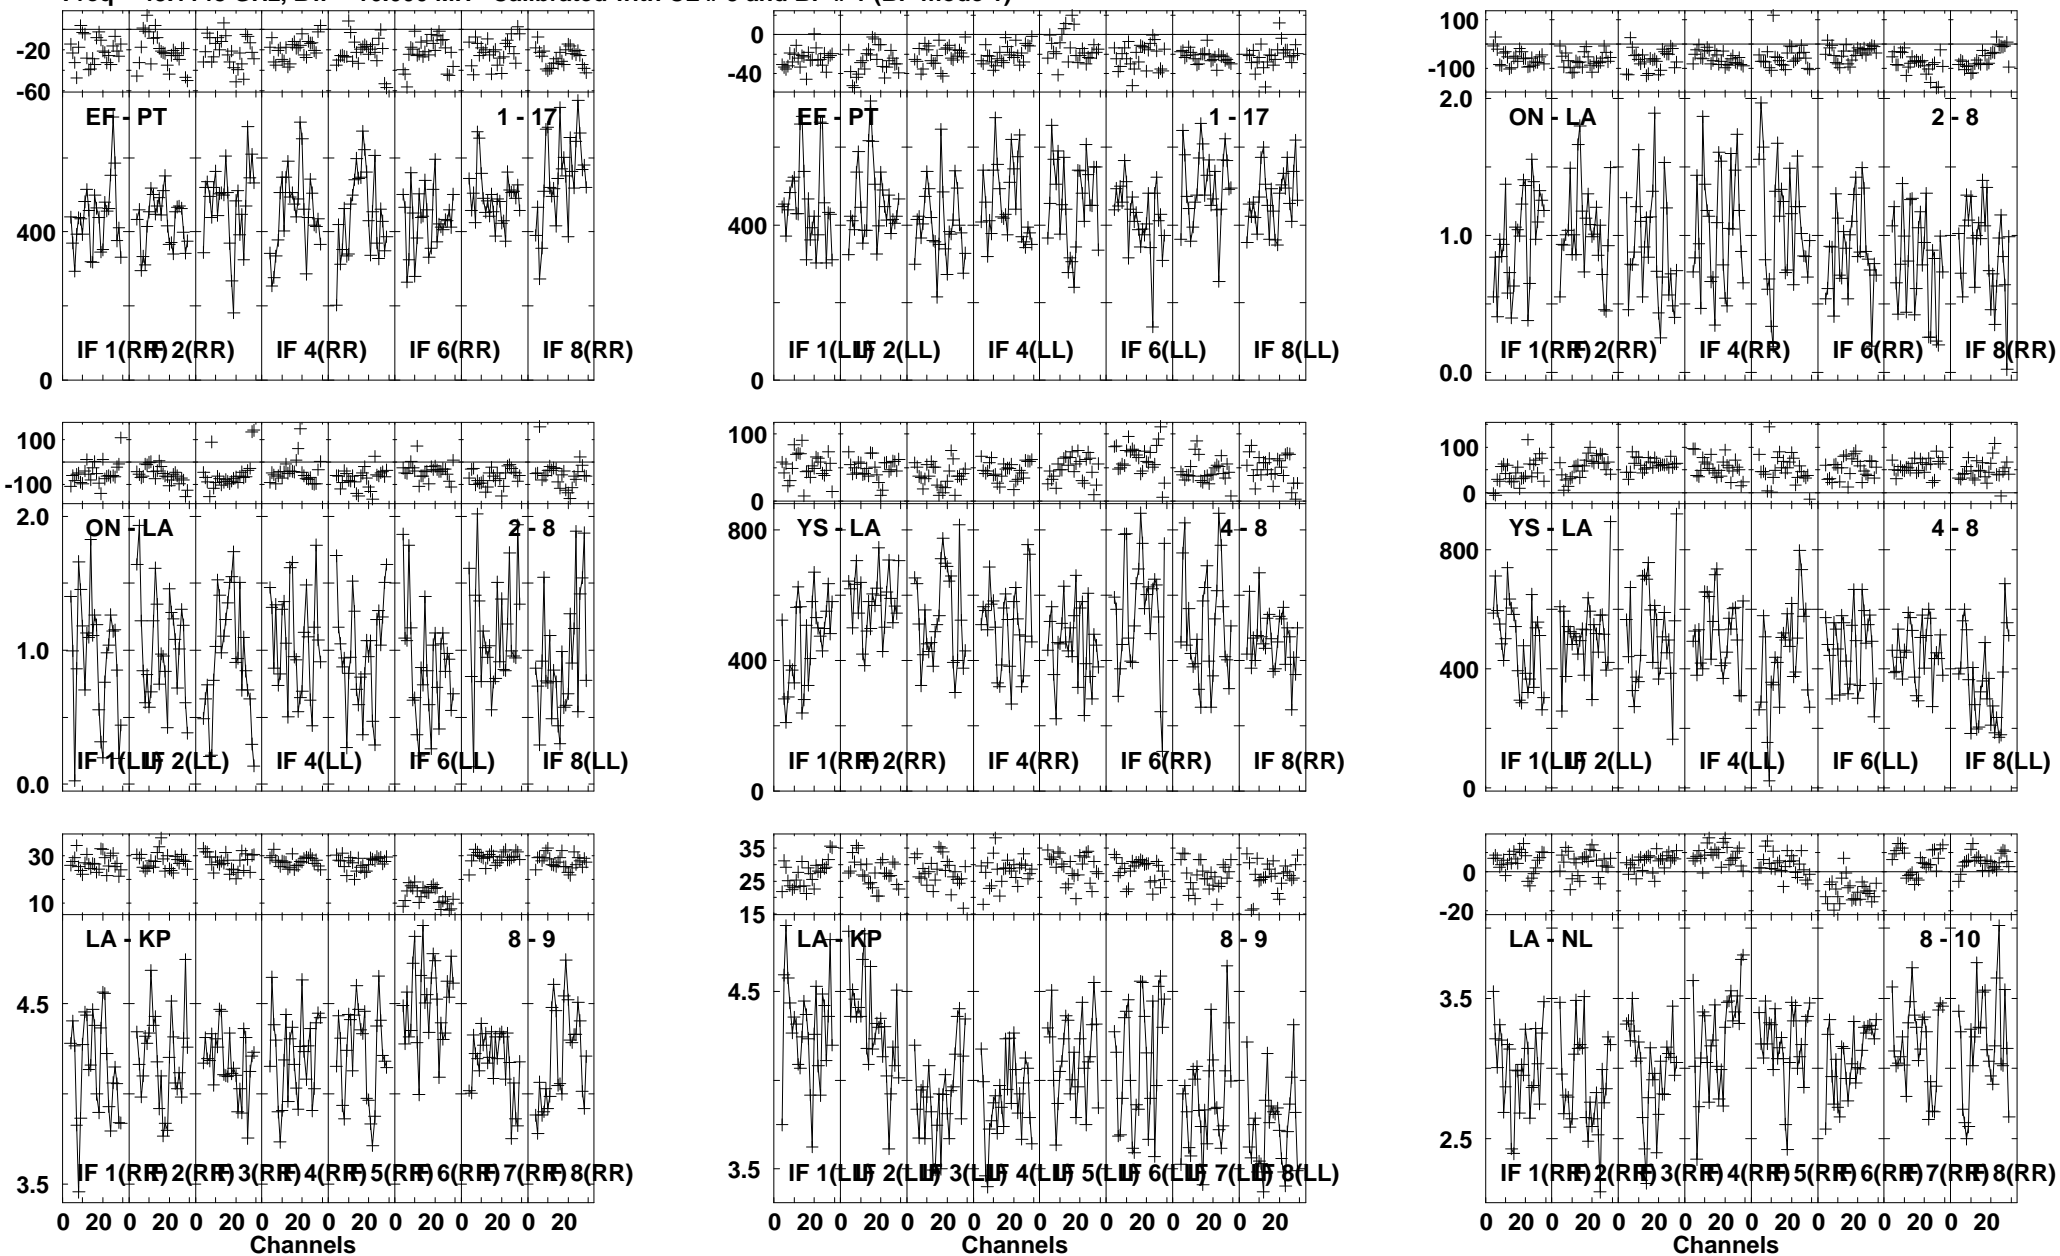 -20
-60
EF - PT
1 - 17
400
IF 1(RR)
IF 2(RR)
IF 4(RR)
IF 6(RR)
IF 8(RR)
0
0
-40
EF - PT
1 - 17
400
IF 1(LL)
IF 2(LL)
IF 4(LL)
IF 6(LL)
IF 8(LL)
0
100
-100
2.0
ON - LA
2 - 8
1.0
IF 1(RR)
IF 2(RR)
IF 4(RR)
IF 6(RR)
IF 8(RR)
0.0
100
-100
2.0
ON - LA
2 - 8
1.0
IF 1(LL)
IF 2(LL)
IF 4(LL)
IF 6(LL)
IF 8(LL)
0.0
100
0
800
YS - LA
4 - 8
400
IF 1(RR)
IF 2(RR)
IF 4(RR)
IF 6(RR)
IF 8(RR)
0
100
0
YS - LA
4 - 8
800
400
IF 1(LL)
IF 2(LL)
IF 4(LL)
IF 6(LL)
IF 8(LL)
0
30
10
LA - KP
8 - 9
4.5
IF 1(RR)
IF 2(RR)
IF 3(RR)
IF 4(RR)
IF 5(RR)
IF 6(RR)
IF 7(RR)
IF 8(RR)
3.5
0 20 0 20 0 20 0 20 0 20 0 20 0 20 0 20
Channels
35
25
15
LA - KP
8 - 9
4.5
3.5
IF 1(LL)
IF 2(LL)
IF 3(LL)
IF 4(LL)
IF 5(LL)
IF 6(LL)
IF 7(LL)
IF 8(LL)
0 20 0 20 0 20 0 20 0 20 0 20 0 20 0 20
Channels
0
-20
LA - NL
8 - 10
3.5
2.5
IF 1(RR)
IF 2(RR)
IF 3(RR)
IF 4(RR)
IF 5(RR)
IF 6(RR)
IF 7(RR)
IF 8(RR)
0 20 0 20 0 20 0 20 0 20 0 20 0 20 0 20
Channels